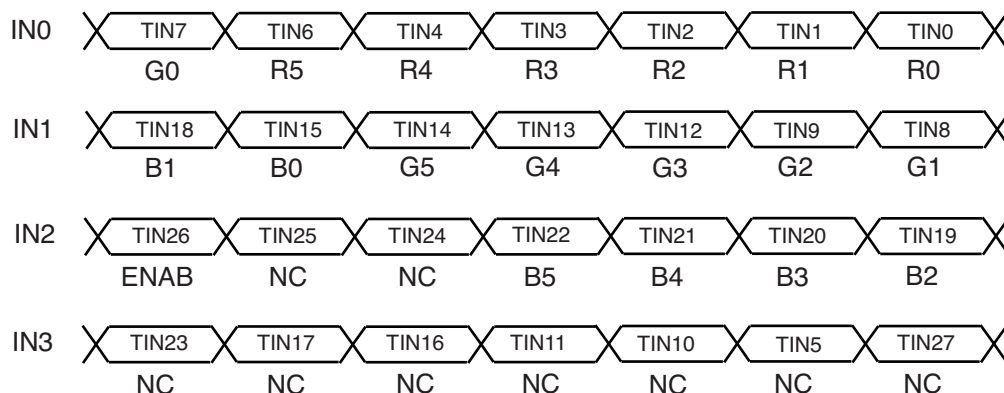 IN0 TIN7 TIN6 TIN4 TIN3 TIN2 TIN1 TIN0
G0 R5 R4 R3 R2 R1 R0
IN1 TIN18 TIN15 TIN14 TIN13 TIN12 TIN9 TIN8
B1 B0 G5 G4 G3 G2 G1
IN2 TIN26 TIN25 TIN24 TIN22 TIN21 TIN20 TIN19
ENAB NC NC B5 B4 B3 B2
IN3 TIN23 TIN17 TIN16 TIN11 TIN10 TIN5 TIN27
NC NC NC NC NC NC NC